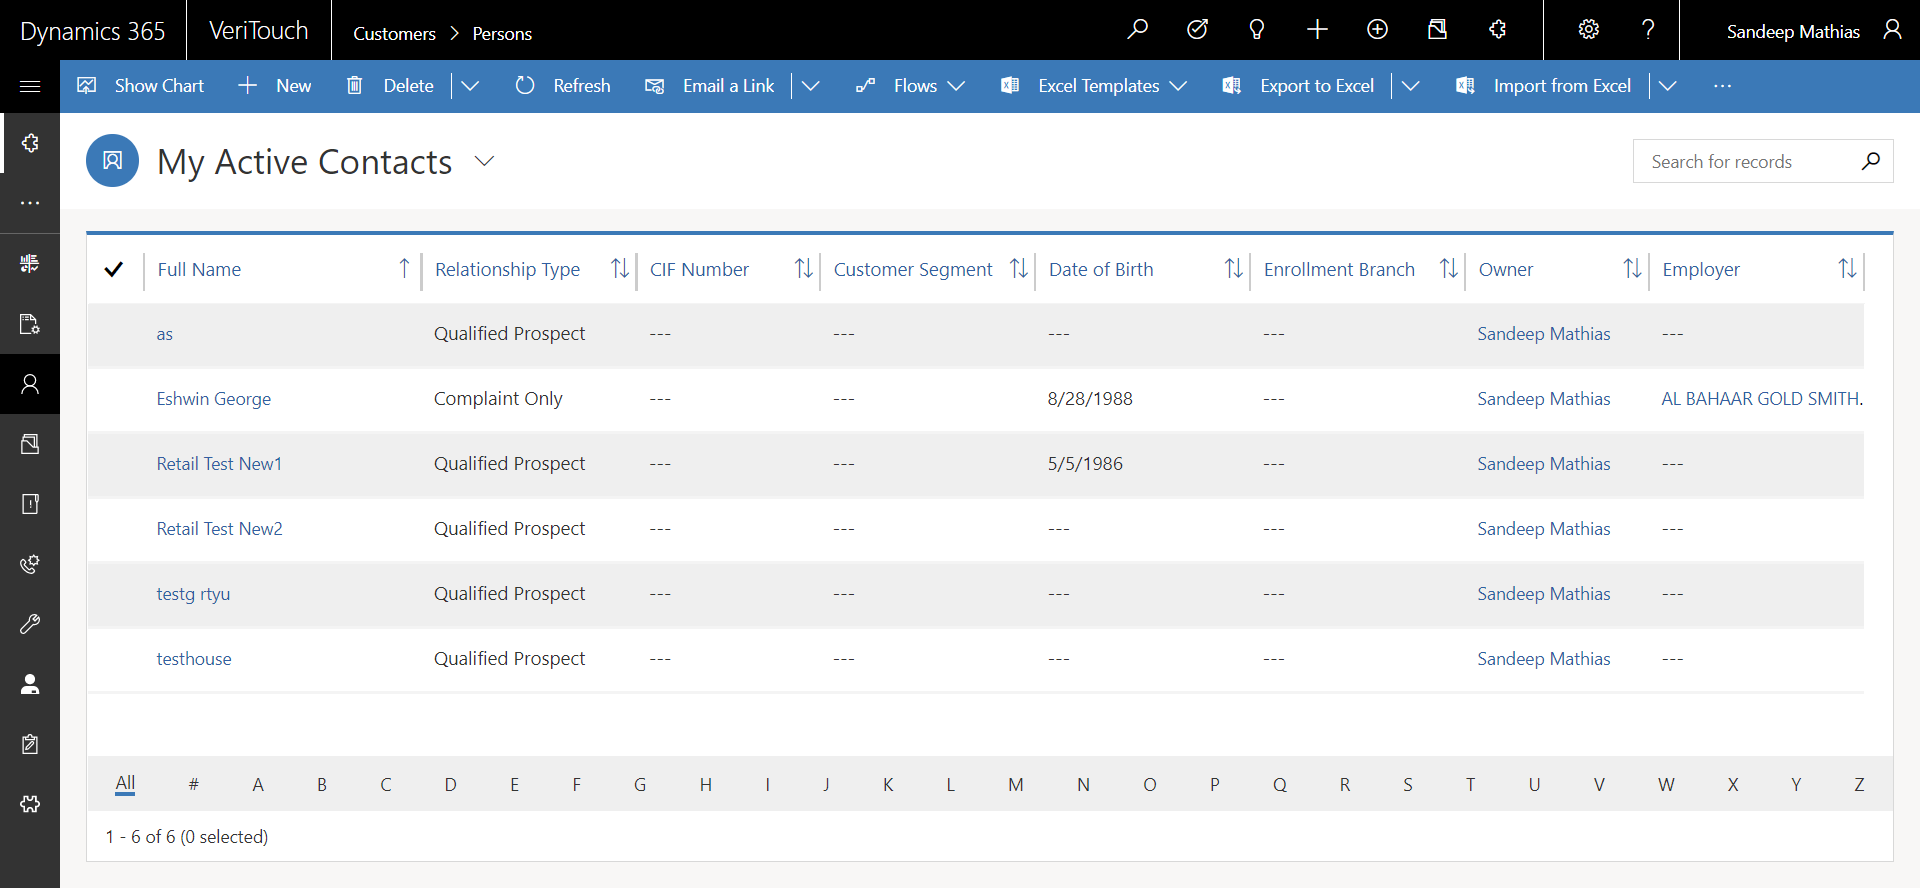 Dynamics 365 VeriTouch Customers > Persons ? Sandeep Mathias
Show Chart New Delete Refresh Email a Link Flows Excel Templates Export to Excel Import from Excel ...
My Active Contacts
Search for records
Full Name Relationship Type CIF Number Customer Segment Date of Birth Enrollment Branch Owner Employer
as Qualified Prospect --- --- --- --- Sandeep Mathias ---
Eshwin George Complaint Only --- --- 8/28/1988 --- Sandeep Mathias AL BAHAAR GOLD SMITH.
Retail Test New1 Qualified Prospect --- --- 5/5/1986 --- Sandeep Mathias ---
Retail Test New2 Qualified Prospect --- --- --- --- Sandeep Mathias ---
testg rtyu Qualified Prospect --- --- --- --- Sandeep Mathias ---
testhouse Qualified Prospect --- --- --- --- Sandeep Mathias ---
All # A B C D E F G H I J K L M N O P Q R S T U V W X Y Z
1 - 6 of 6 (0 selected)